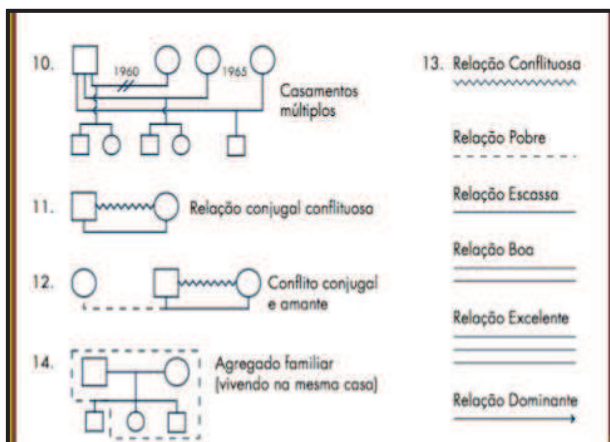 10.
1960
1965
Casamentos
múltiplos
11.
Relação conjugal conflituosa
12.
Conflito conjugal
e amante
14.
Agregado familiar
(vivendo na mesma casa)
13. Relação Conflituosa
Relação Pobre
Relação Escassa
Relação Boa
Relação Excelente
Relação Dominante